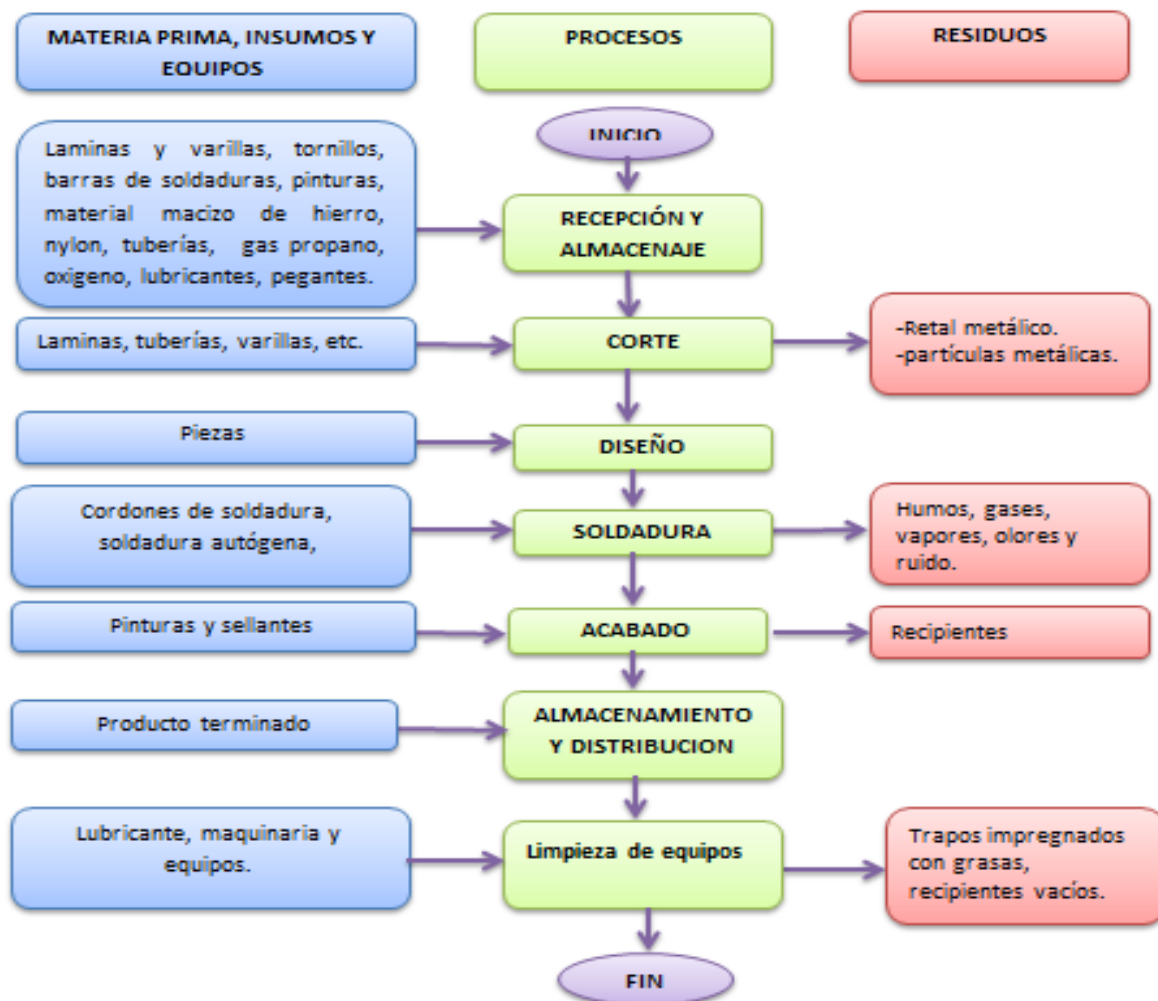 MATERIA PRIMA, INSUMOS Y
EQUIPOS
PROCESOS
RESIDUOS
INICIO
Laminas y varillas, tornillos,
barras de soldaduras, pinturas,
material macizo de hierro,
nylon, tuberías, gas propano,
oxigeno, lubricantes, pegantes.
RECEPCIÓN Y
ALMACENAJE
Laminas, tuberías, varillas, etc.
CORTE
-Retal metálico.
-partículas metálicas.
Piezas
DISEÑO
Cordones de soldadura,
soldadura autógena,
SOLDADURA
Humos, gases,
vapores, olores y
ruido.
Pinturas y sellantes
ACABADO
Recipientes
Producto terminado
ALMACENAMIENTO
Y DISTRIBUCION
Lubricante, maquinaria y
equipos.
Limpieza de equipos
Trapos impregnados
con grasas,
recipientes vacíos.
FIN